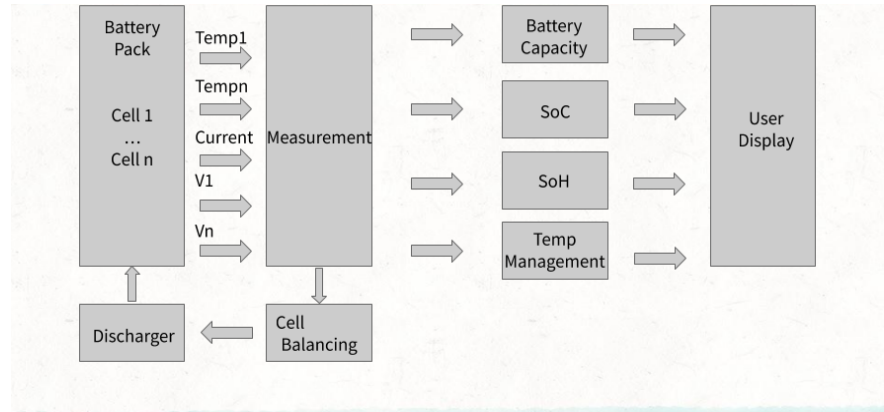 Battery
Pack
Cell 1
...
Cell n
Temp1
Tempn
Current
V1
Vn
Measurement
Battery
Capacity
SoC
SoH
Temp
Management
User
Display
Discharger
Cell
Balancing